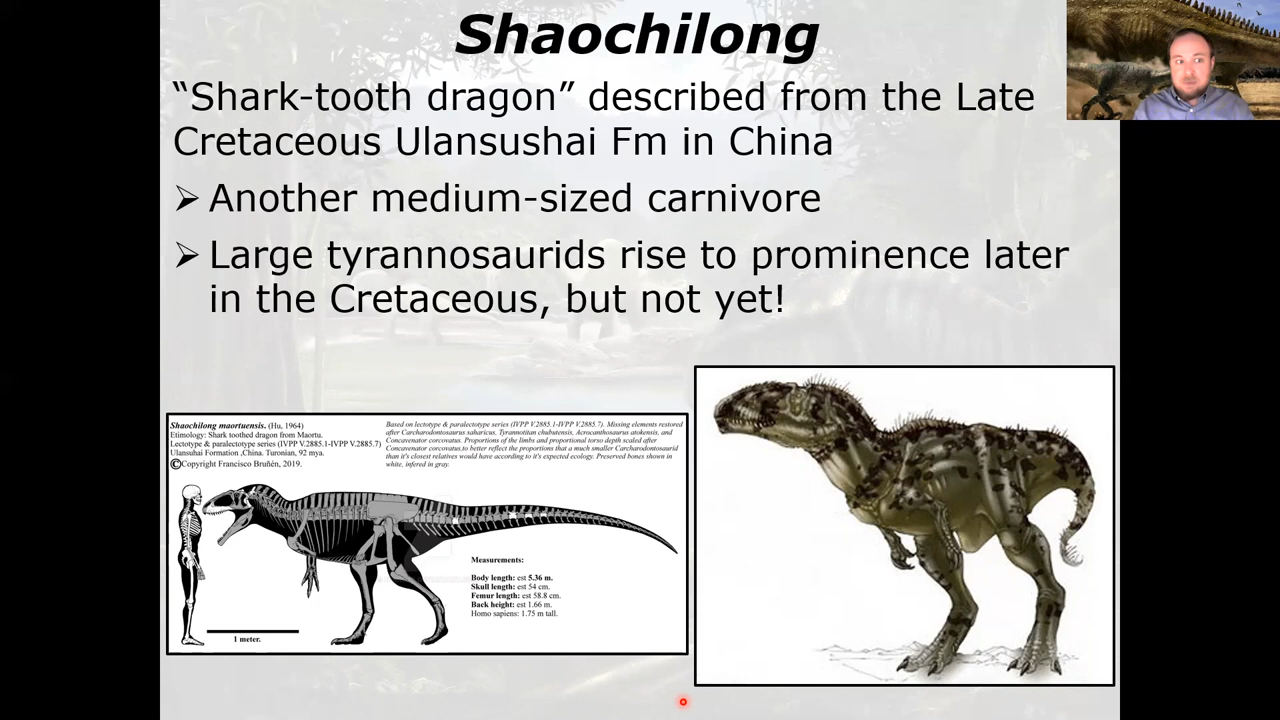 Shaochilong
“Shark-tooth dragon” described from the Late
Cretaceous Ulansushai Fm in China
➢ Another medium-sized carnivore
➢ Large tyrannosaurids rise to prominence later
in the Cretaceous, but not yet!
Shaochilong maortuensis. (Hu, 1964)
Etimology: Shark toothed dragon from Maortu.
Lectotype & paralectotype series (IVPP V.2885.1-IVPP V.2885.7)
Ulansuhai Formation ,China. Turonian, 92 mya.
©Copyright Francisco Bruñén, 2019.
Based on lectotype & paralectotype series (IVPP V.2885.1-IVPP V.2885.7). Missing elements restored
after Carcharodontosaurus saharicus, Tyrannotitan chubutensis, Acrocanthosaurus atokensis, and
Concavenator corcovatus. Proportions of the limbs and proportional torso depth scaled after
Concavenator corcovatus.to better reflect the proportions that a much smaller Carcharodontosaurid
than it's closest relatives would have according to it's expected ecology. Preserved bones shown in
white, infered in gray.
Measurements:
Body length: est 5.36 m.
Skull length: est 54 cm.
Femur length: est 58.8 cm.
Back height: est 1.66 m.
Homo sapiens: 1.75 m tall.
1 meter.